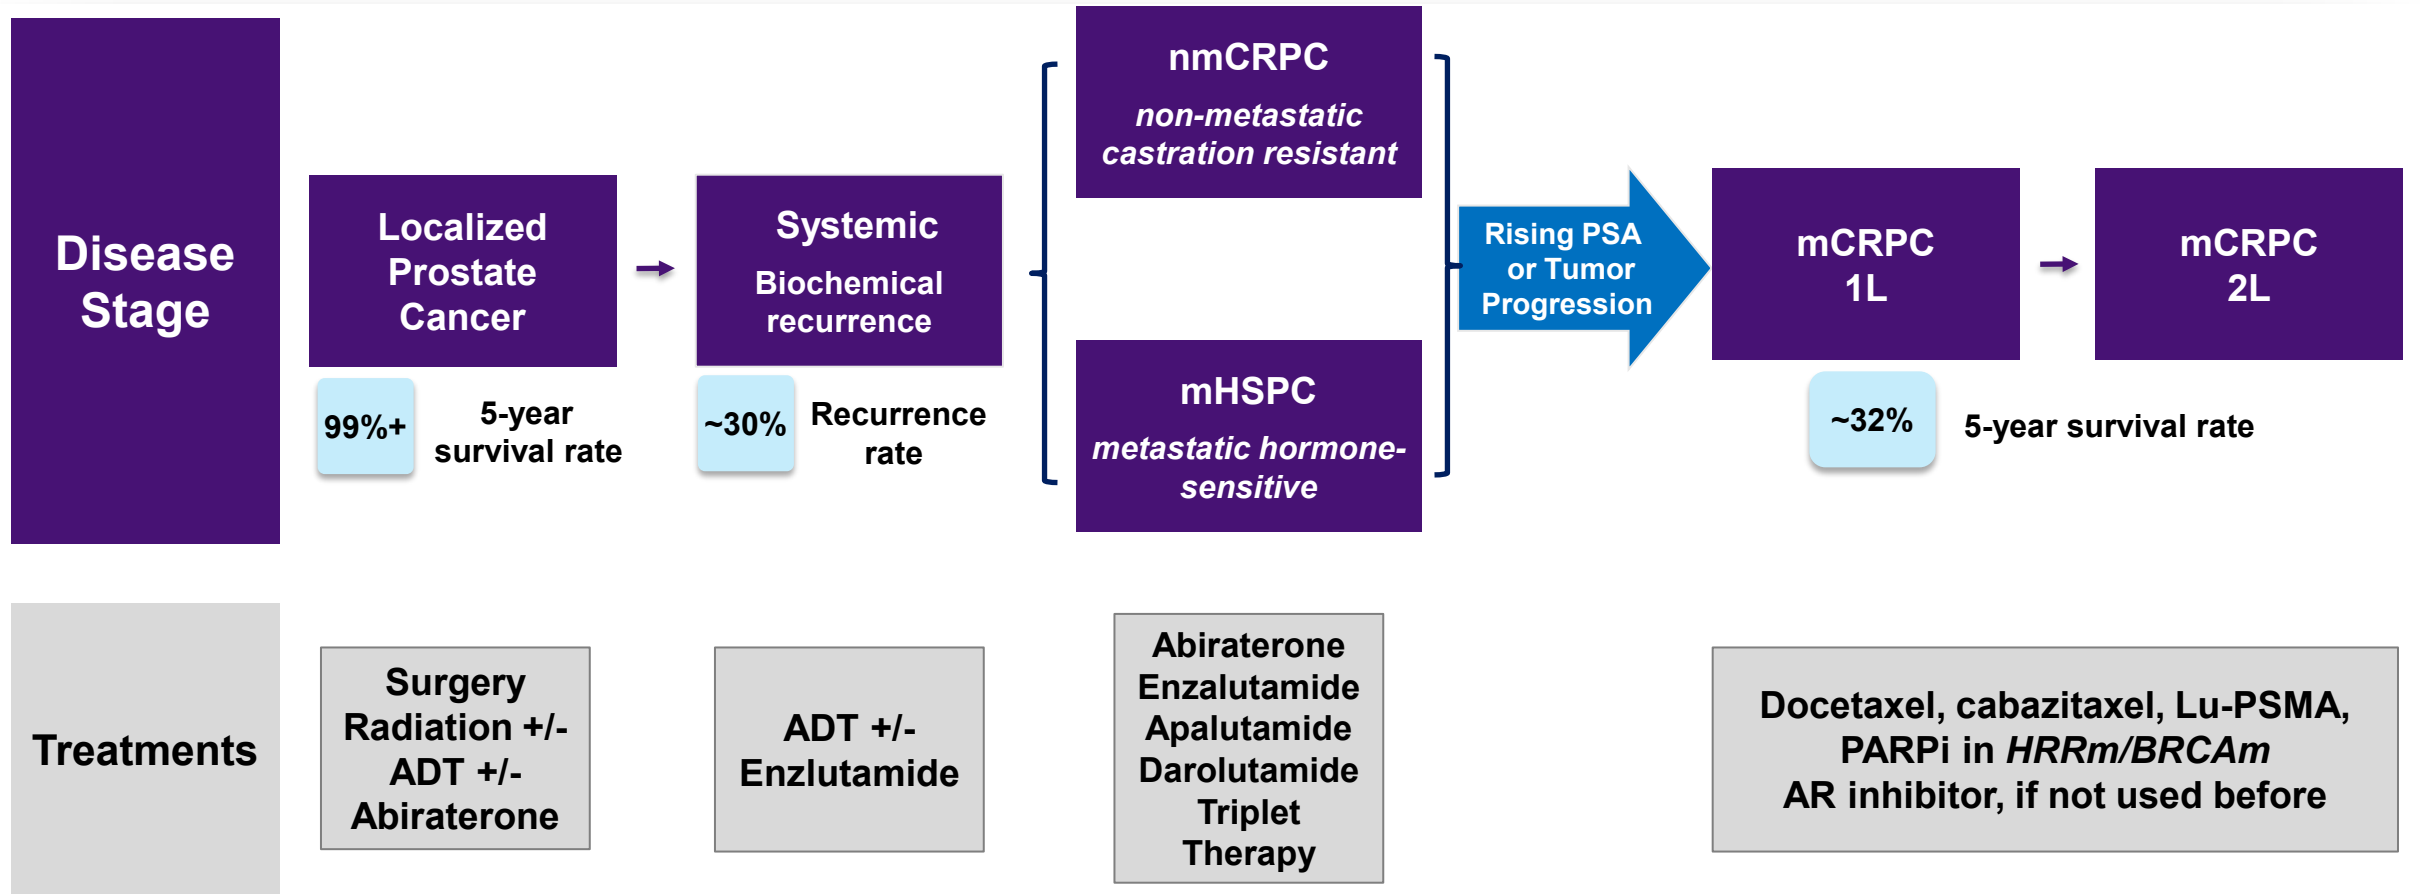 Disease
Stage
Localized
Prostate
Cancer
99%+
5-year
survival rate
Systemic
Biochemical
recurrence
~30%
Recurrence
rate
nmCRPC
non-metastatic
castration resistant
mHSPC
metastatic hormone-
sensitive
Rising PSA
or Tumor
Progression
mCRPC
1L
mCRPC
2L
~32%
5-year survival rate
Treatments
Surgery
Radiation +/-
ADT +/-
Abiraterone
ADT +/-
Enzlutamide
Abiraterone
Enzalutamide
Apalutamide
Darolutamide
Triplet
Therapy
Docetaxel, cabazitaxel, Lu-PSMA,
PARPi in HRRm/BRCAm
AR inhibitor, if not used before